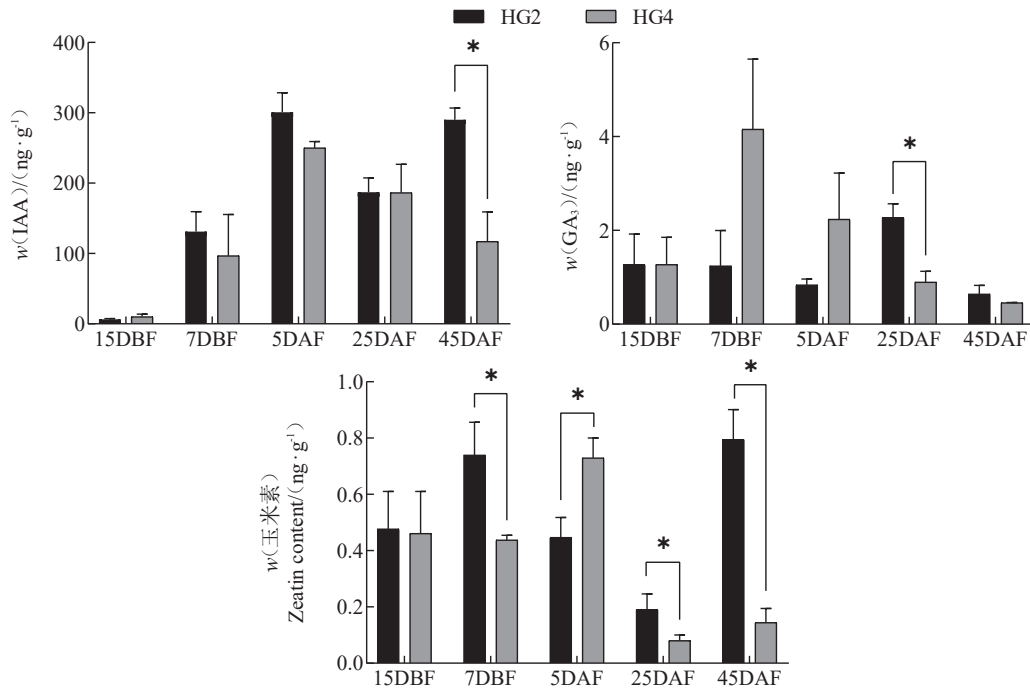 HG2 HG4
w(IAA)/(ng·g⁻¹)
400
300
200
100
0
15DBF 7DBF 5DAF 25DAF 45DAF
*
w(GA₃)/(ng·g⁻¹)
6
4
2
0
15DBF 7DBF 5DAF 25DAF 45DAF
*
w(玉米素)
Zeatin content/(ng·g⁻¹)
1.0
0.8
0.6
0.4
0.2
0.0
15DBF 7DBF 5DAF 25DAF 45DAF
* * * *